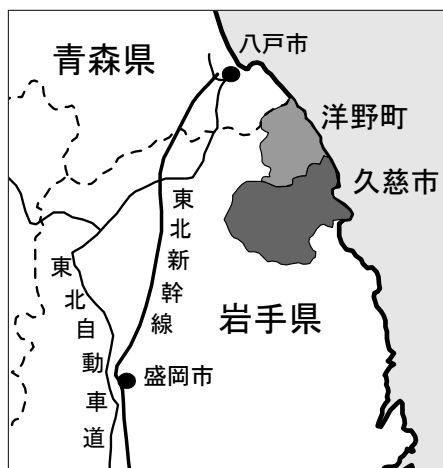 八戸市
青森県
洋野町
久慈市
東北新幹線
東北自動車道
岩手県
盛岡市